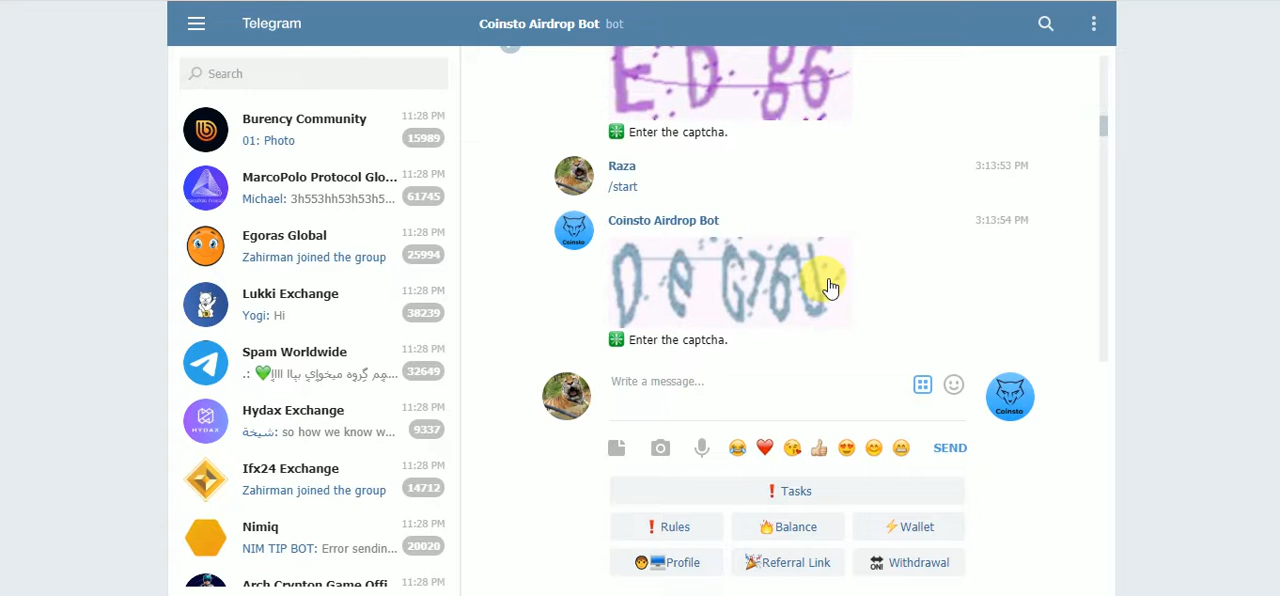 Telegram
Coinsto Airdrop Bot bot
Search
Burency Community 11:28 PM
01: Photo 15989
MarcoPolo Protocol Glo... 11:28 PM
Michael: 3h553hh53h53h5... 61745
Egoras Global 11:28 PM
Zahirman joined the group 25994
Lukki Exchange 11:28 PM
Yogi: Hi 38239
Spam Worldwide 11:28 PM
32649
Hydax Exchange 11:28 PM
شيخة: so how we know w... 9337
HYDAX
Ifx24 Exchange 11:28 PM
Zahirman joined the group 14712
Nimiq 11:28 PM
NIM TIP BOT: Error sendin... 20020
Arch Crypton Game Offi... 11:28 PM
Enter the captcha.
Raza 3:13:53 PM
/start
Coinsto Airdrop Bot 3:13:54 PM
Coinsto
Enter the captcha.
Write a message...
Coinsto
SEND
❗ Tasks
❗ Rules
🔥Balance
⚡Wallet
Profile
🎉Referral Link
🔛 Withdrawal